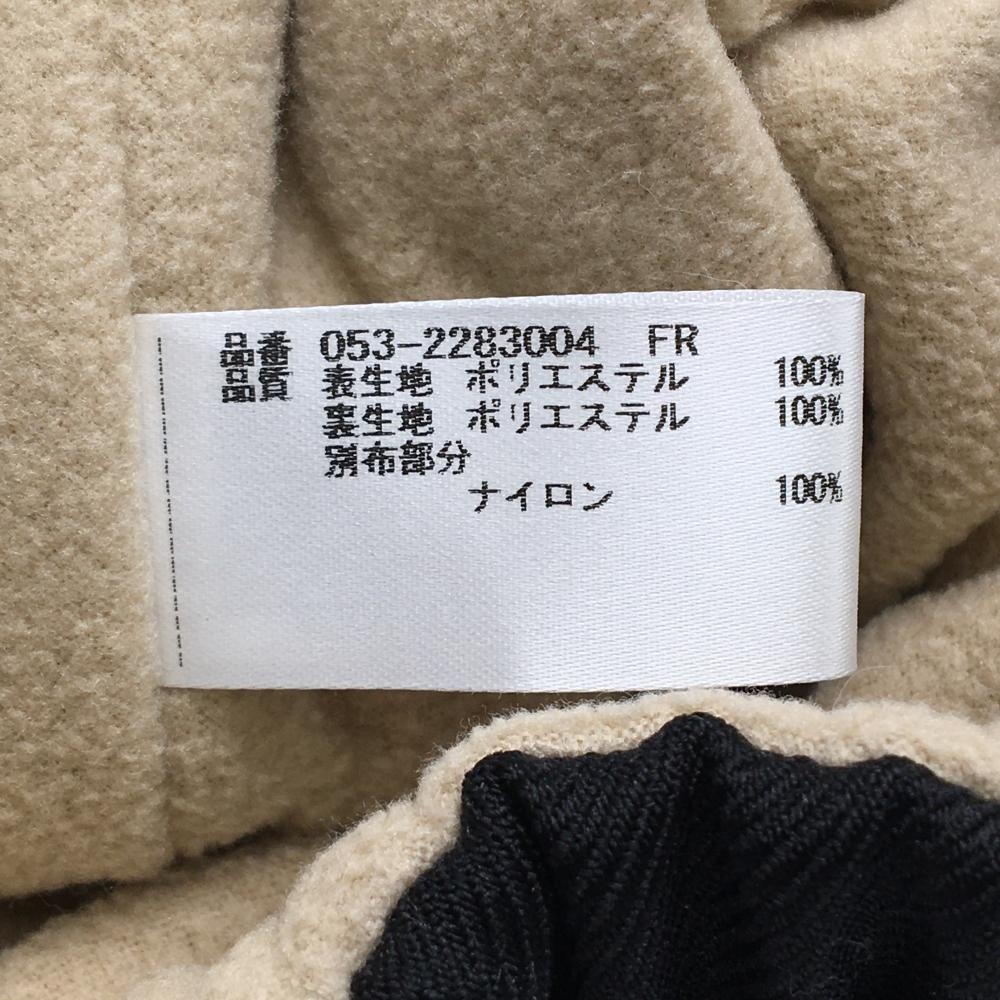 品番 053-2283004 FR
品質 表生地 ポリエステル 100%
裏生地 ポリエステル 100%
別布部分
ナイロン 100%